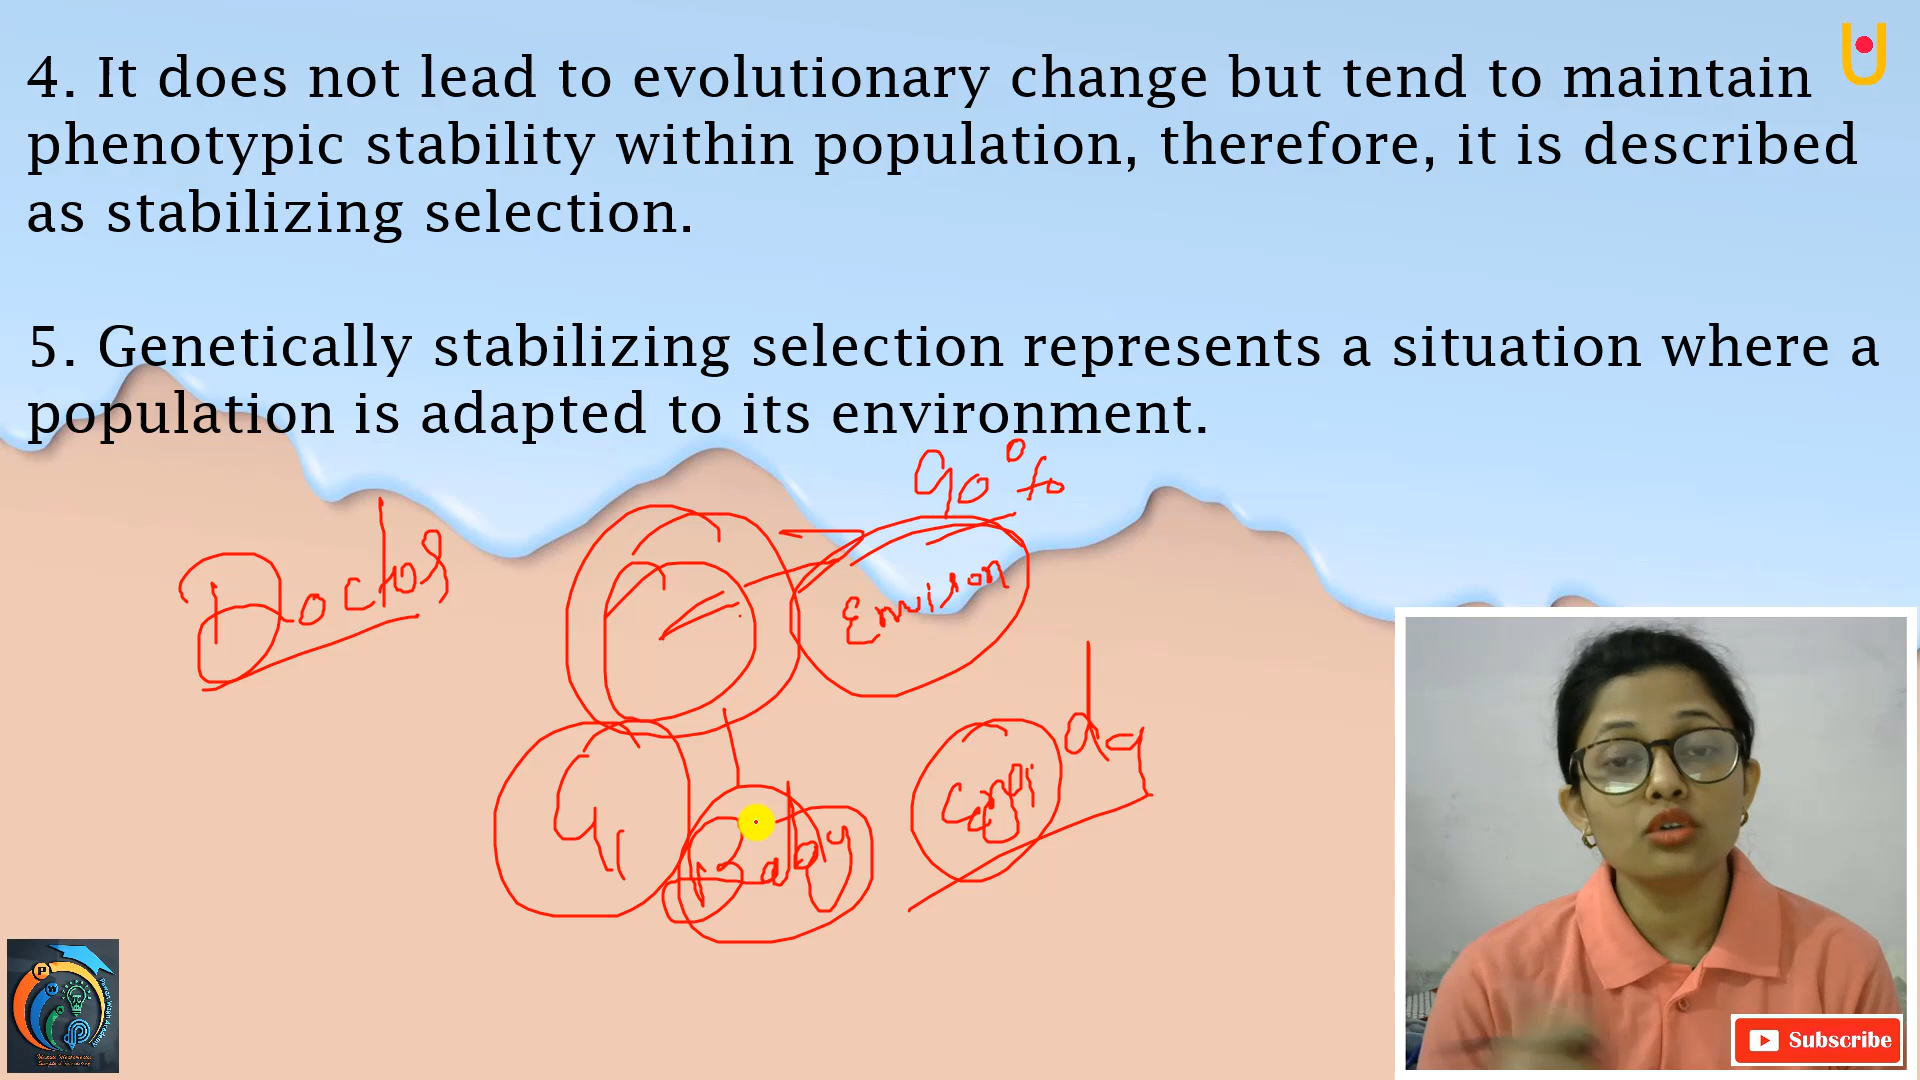 4. It does not lead to evolutionary change but tend to maintain
phenotypic stability within population, therefore, it is described
as stabilizing selection.
5. Genetically stabilizing selection represents a situation where a
population is adapted to its environment.
90%
Doctor
Environ
Baby
Subscribe